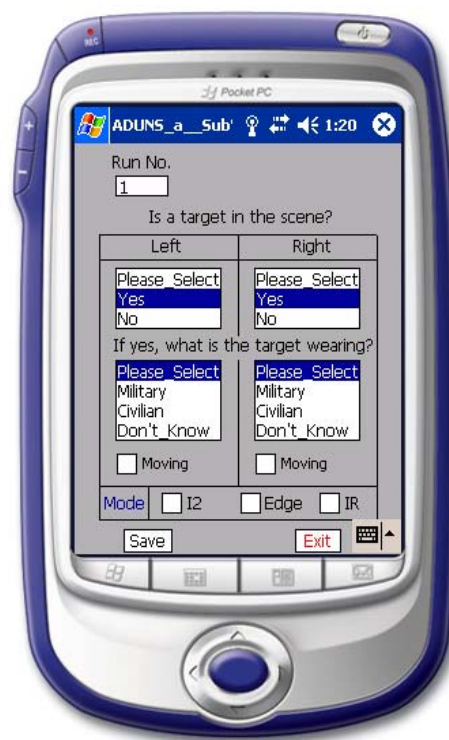 REC
Pocket PC
ADUNS_a__Sub' 1:20
Run No.
1
Is a target in the scene?
Left Right
Please_Select Please_Select
Yes Yes
No No
If yes, what is the target wearing?
Please_Select Please_Select
Military Military
Civilian Civilian
Don't_Know Don't_Know
Moving Moving
Mode I2 Edge IR
Save Exit